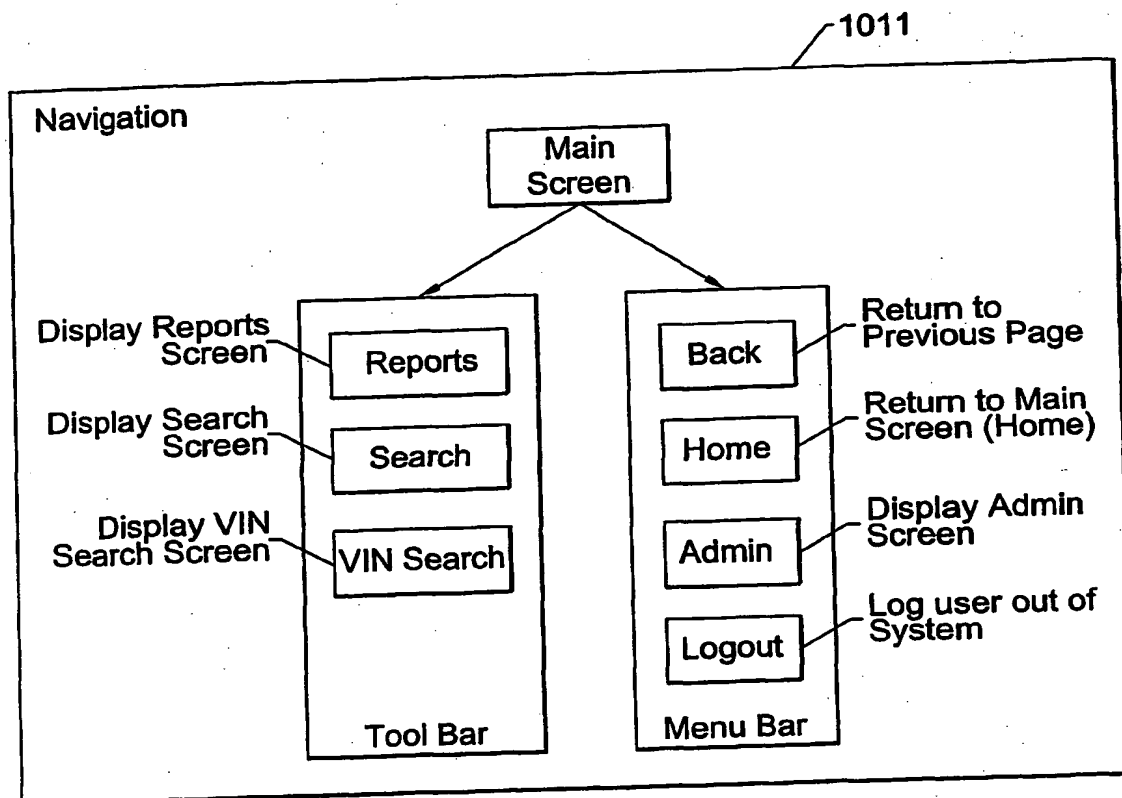 1011
Navigation
Main
Screen
Display Reports
Screen
Reports
Display Search
Screen
Search
Display VIN
Search Screen
VIN Search
Tool Bar
Back
Return to
Previous Page
Home
Return to Main
Screen (Home)
Admin
Display Admin
Screen
Logout
Log user out of
System
Menu Bar